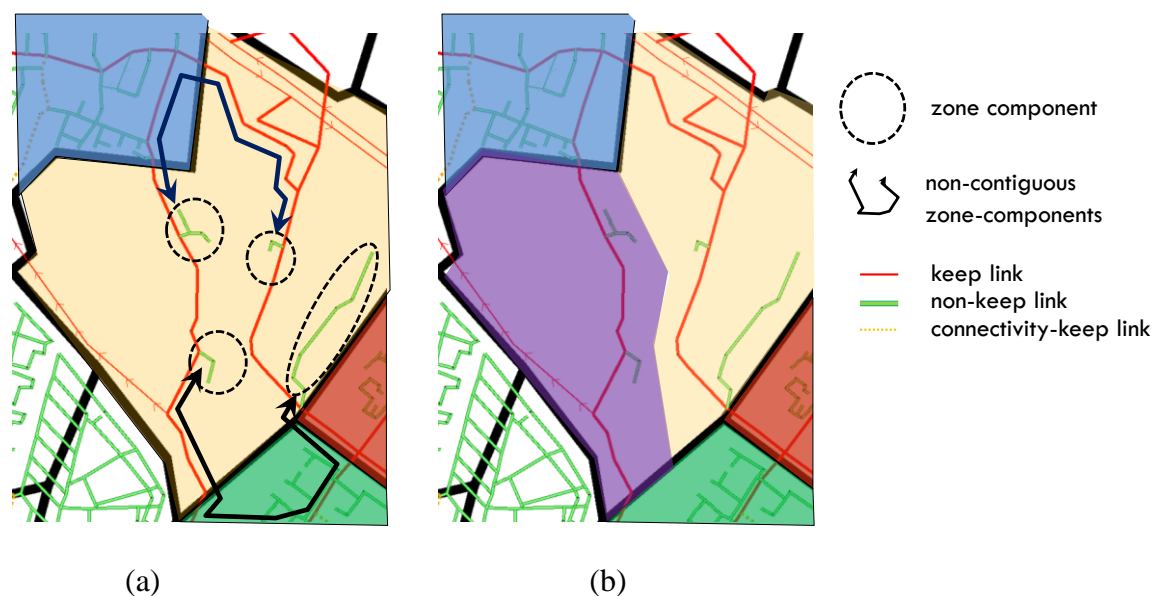 zone component
non-contiguous
zone-components
keep link
non-keep link
connectivity-keep link
(a)
(b)